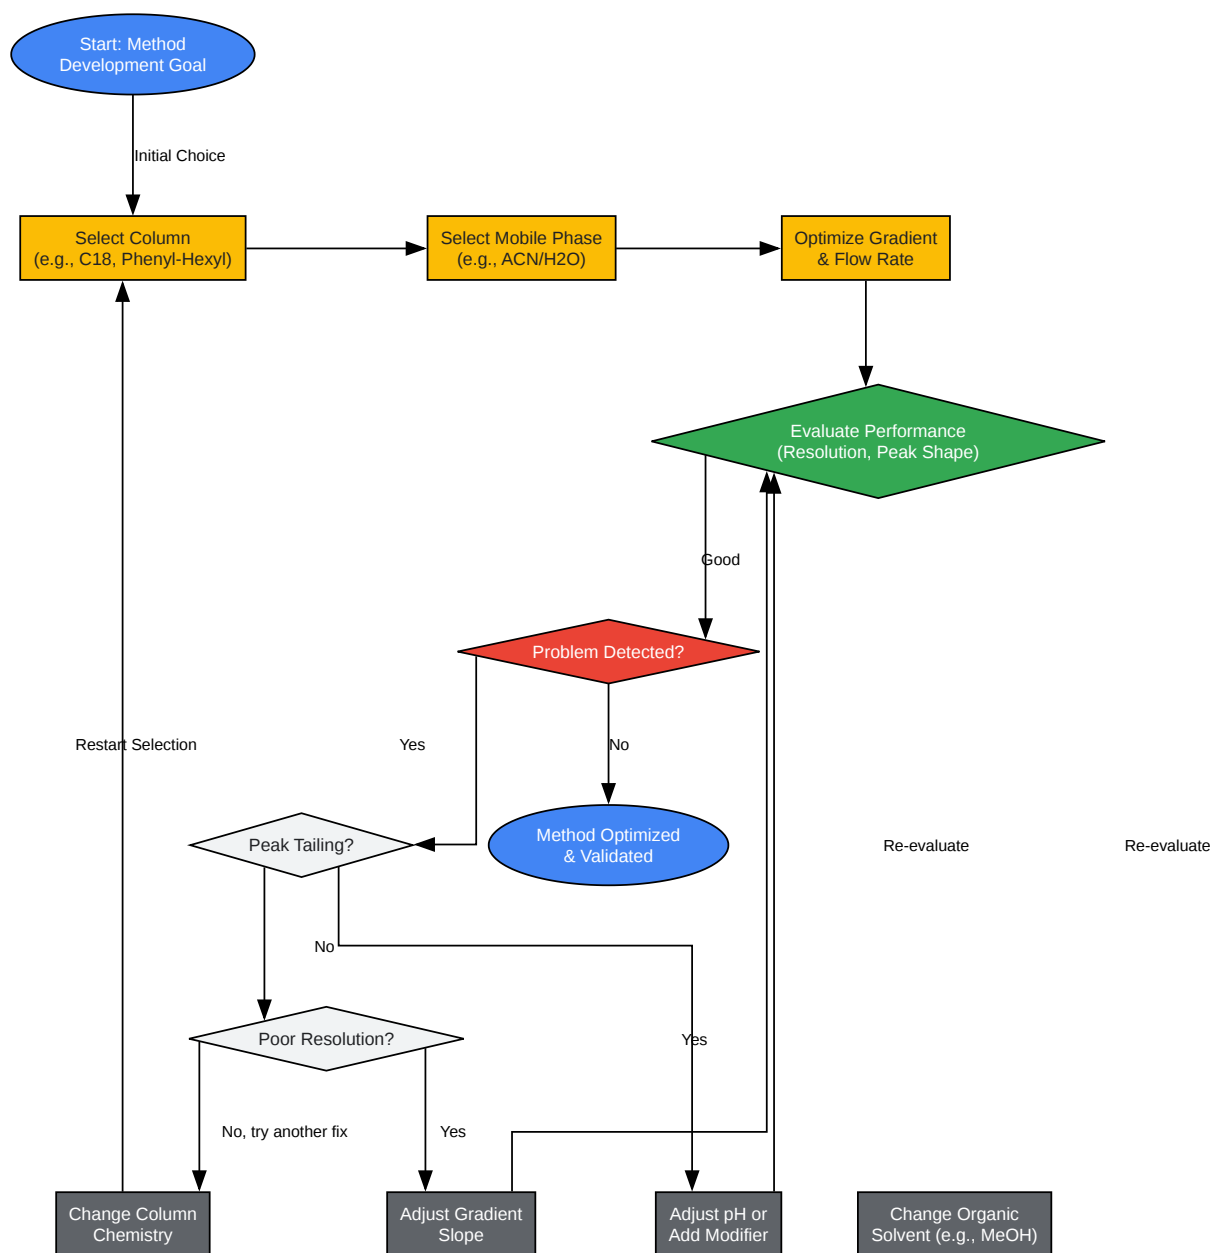 Start: Method
Development Goal
Initial Choice
Select Column
(e.g., C18, Phenyl-Hexyl)
Select Mobile Phase
(e.g., ACN/H2O)
Optimize Gradient
& Flow Rate
Evaluate Performance
(Resolution, Peak Shape)
Good
Problem Detected?
Restart Selection
Yes
No
Peak Tailing?
Method Optimized
& Validated
Re-evaluate
Re-evaluate
No
Poor Resolution?
Yes
No, try another fix
Yes
Change Column
Chemistry
Adjust Gradient
Slope
Adjust pH or
Add Modifier
Change Organic
Solvent (e.g., MeOH)